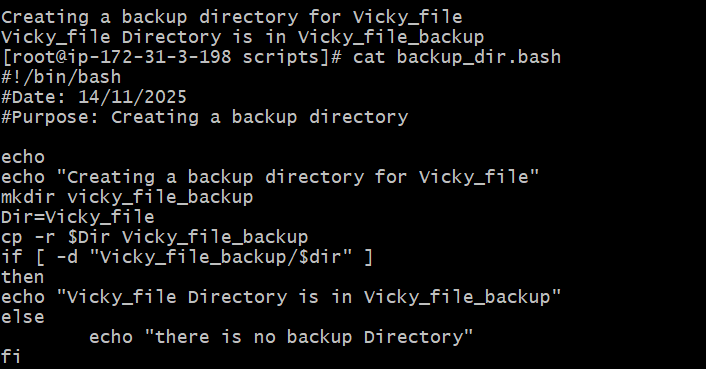 Creating a backup directory for Vicky_file
Vicky_file Directory is in Vicky_file_backup
[root@ip-172-31-3-198 scripts]# cat backup_dir.bash
#!/bin/bash
#Date: 14/11/2025
#Purpose: Creating a backup directory

echo
echo "Creating a backup directory for Vicky_file"
mkdir vicky_file_backup
Dir=Vicky_file
cp -r $Dir Vicky_file_backup
if [ -d "Vicky_file_backup/$dir" ]
then
echo "Vicky_file Directory is in Vicky_file_backup"
else
        echo "there is no backup Directory"
fi